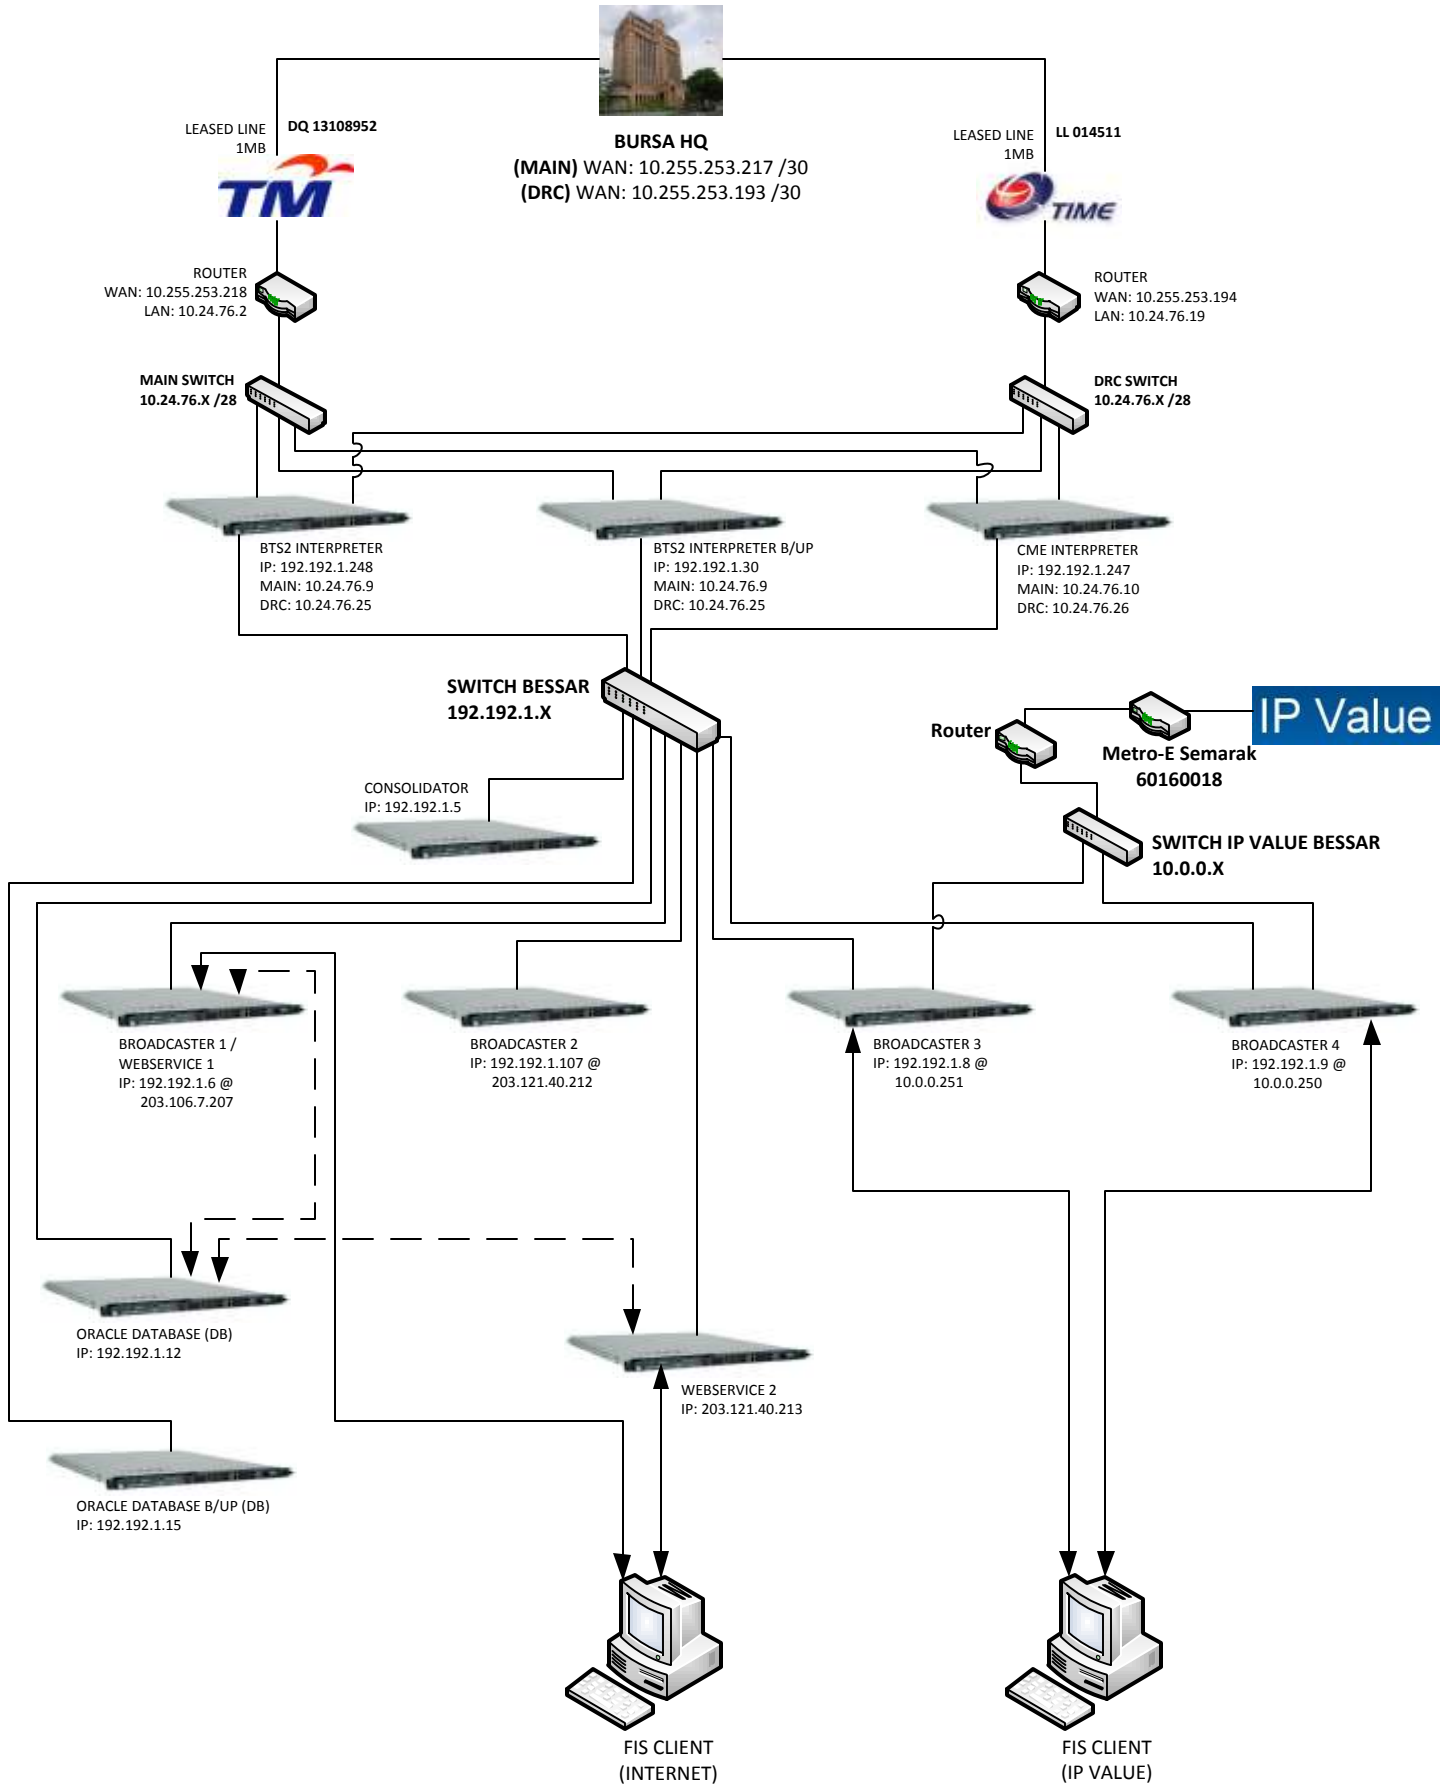 BURSA HQ
(MAIN) WAN: 10.255.253.217 /30
(DRC) WAN: 10.255.253.193 /30
LEASED LINE
1MB
DQ 13108952
TM
LEASED LINE
1MB
LL 014511
TIME
ROUTER
WAN: 10.255.253.218
LAN: 10.24.76.2
ROUTER
WAN: 10.255.253.194
LAN: 10.24.76.19
MAIN SWITCH
10.24.76.X /28
DRC SWITCH
10.24.76.X /28
BTS2 INTERPRETER
IP: 192.192.1.248
MAIN: 10.24.76.9
DRC: 10.24.76.25
BTS2 INTERPRETER B/UP
IP: 192.192.1.30
MAIN: 10.24.76.9
DRC: 10.24.76.25
CME INTERPRETER
IP: 192.192.1.247
MAIN: 10.24.76.10
DRC: 10.24.76.26
SWITCH BESSAR
192.192.1.X
Router
IP Value
Metro-E Semarak
60160018
CONSOLIDATOR
IP: 192.192.1.5
SWITCH IP VALUE BESSAR
10.0.0.X
BROADCASTER 1 /
WEBSERVICE 1
IP: 192.192.1.6 @
203.106.7.207
BROADCASTER 2
IP: 192.192.1.107 @
203.121.40.212
BROADCASTER 3
IP: 192.192.1.8 @
10.0.0.251
BROADCASTER 4
IP: 192.192.1.9 @
10.0.0.250
ORACLE DATABASE (DB)
IP: 192.192.1.12
WEBSERVICE 2
IP: 203.121.40.213
ORACLE DATABASE B/UP (DB)
IP: 192.192.1.15
FIS CLIENT
(INTERNET)
FIS CLIENT
(IP VALUE)